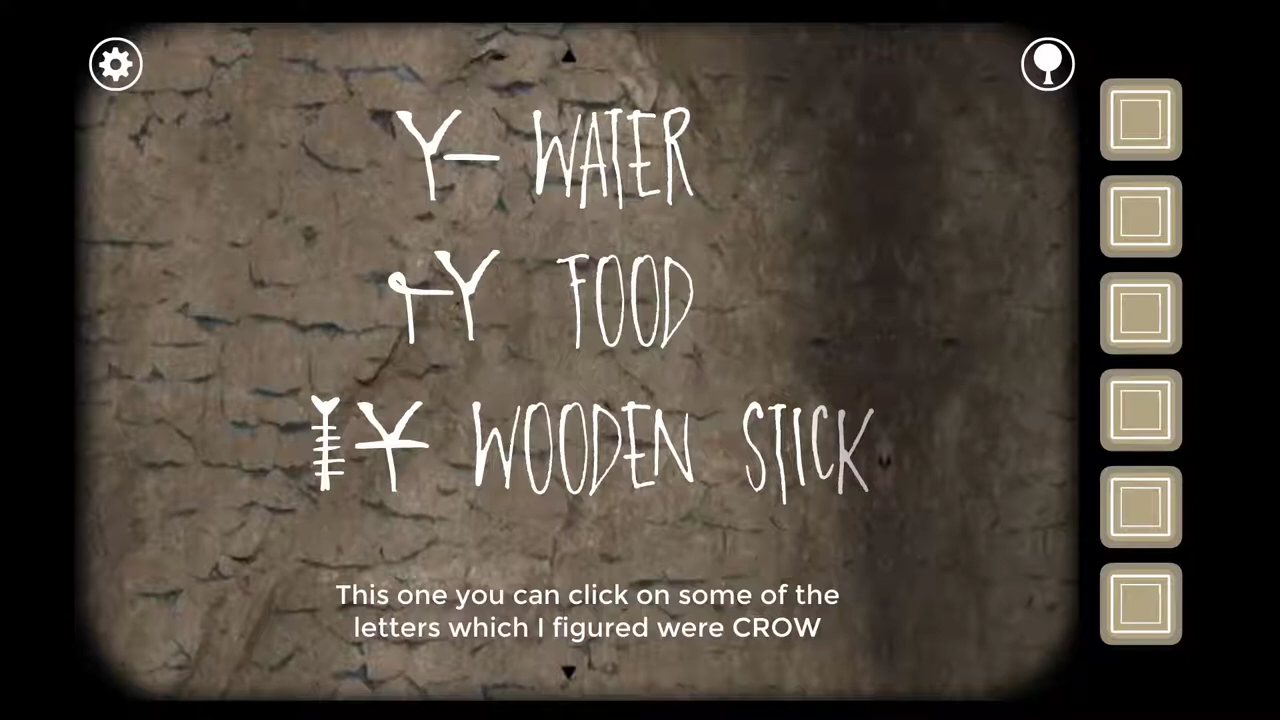 WATER
FOOD
WOODEN STICK
This one you can click on some of the
letters which I figured were CROW